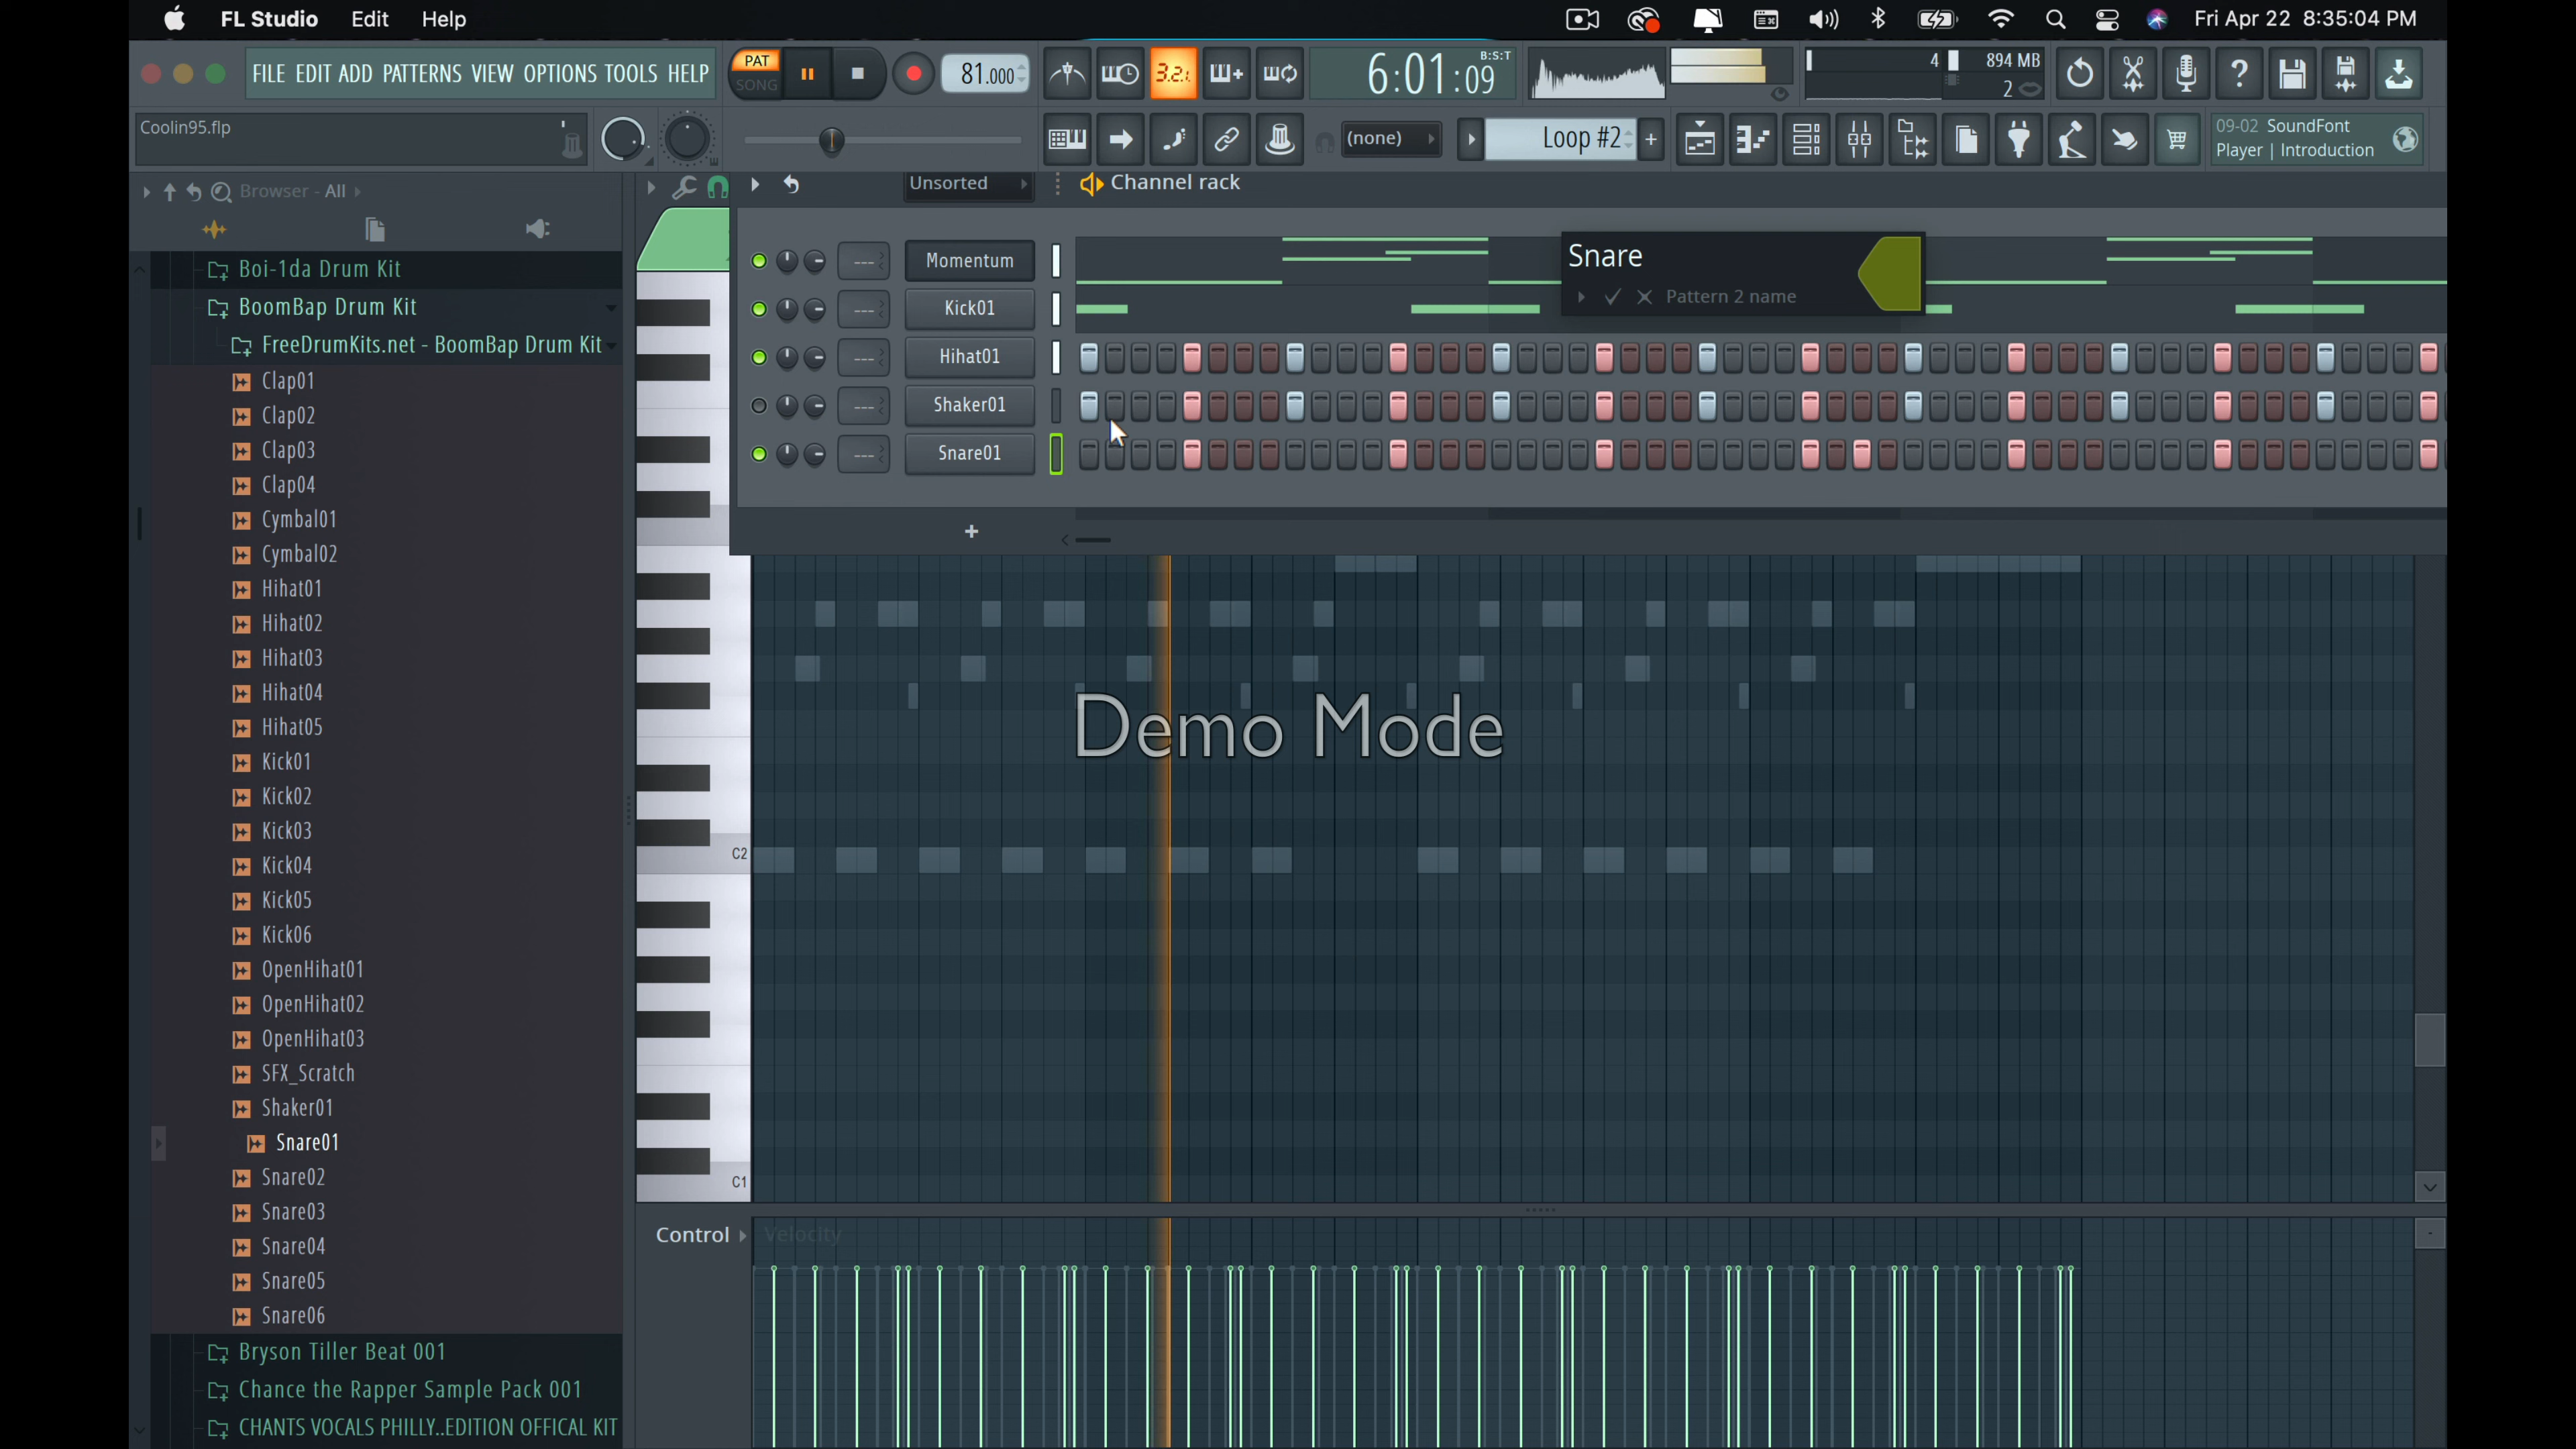 FL Studio Edit Help
Fri Apr 22 8:35:04 PM
FILE EDIT ADD PATTERNS VIEW OPTIONS TOOLS HELP
PAT
SONG
81.000
3.2.1
6:01:09
B:S:T
4
894 MB
2
Coolin95.flp
(none)
Loop #2
+
09-02 SoundFont
Player | Introduction
Browser - All
Unsorted
Channel rack
Boi-1da Drum Kit
BoomBap Drum Kit
FreeDrumKits.net - BoomBap Drum Kit
Clap01
Clap02
Clap03
Clap04
Cymbal01
Cymbal02
Hihat01
Hihat02
Hihat03
Hihat04
Hihat05
Kick01
Kick02
Kick03
Kick04
Kick05
Kick06
OpenHihat01
OpenHihat02
OpenHihat03
SFX_Scratch
Shaker01
Snare01
Snare02
Snare03
Snare04
Snare05
Snare06
Bryson Tiller Beat 001
Chance the Rapper Sample Pack 001
CHANTS VOCALS PHILLY..EDITION OFFICAL KIT
--- Momentum
--- Kick01
--- Hihat01
--- Shaker01
--- Snare01
+
Snare
Pattern 2 name
Demo Mode
C2
C1
Control
Velocity